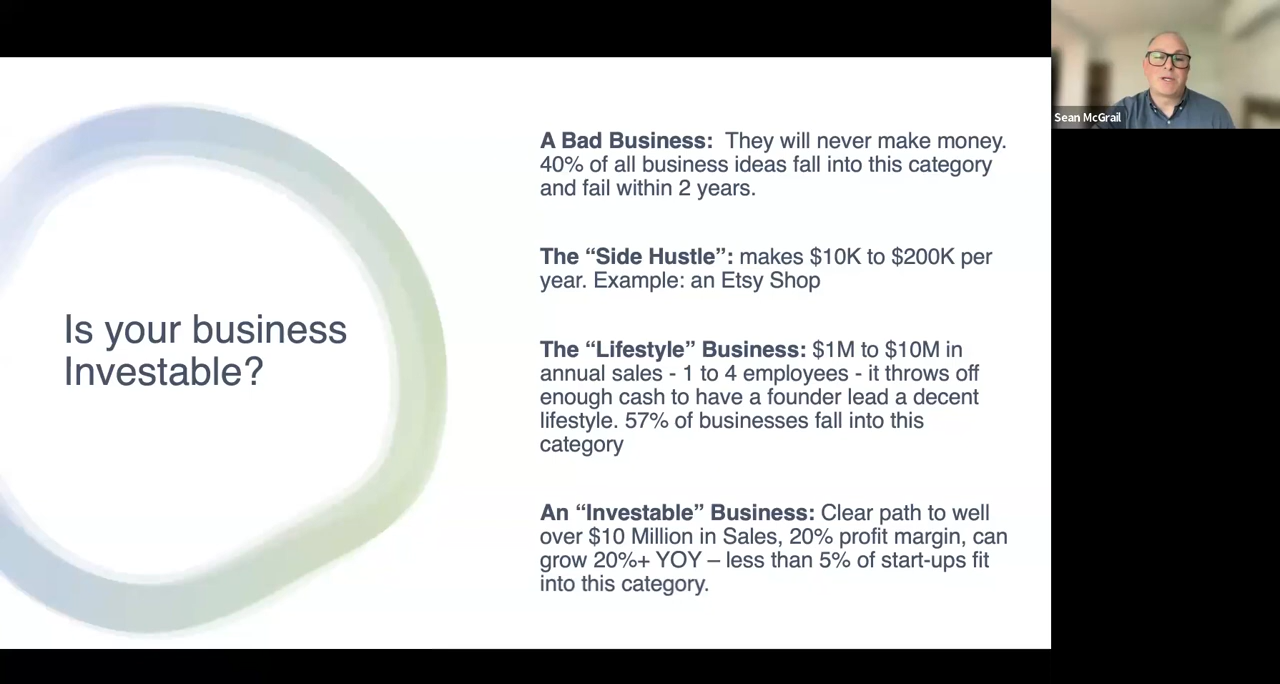 Is your business
Investable?
A Bad Business:  They will never make money.
40% of all business ideas fall into this category
and fail within 2 years.
The “Side Hustle”: makes $10K to $200K per
year. Example: an Etsy Shop
The “Lifestyle” Business: $1M to $10M in
annual sales - 1 to 4 employees - it throws off
enough cash to have a founder lead a decent
lifestyle. 57% of businesses fall into this
category
An “Investable” Business: Clear path to well
over $10 Million in Sales, 20% profit margin, can
grow 20%+ YOY – less than 5% of start-ups fit
into this category.
Sean McGrail